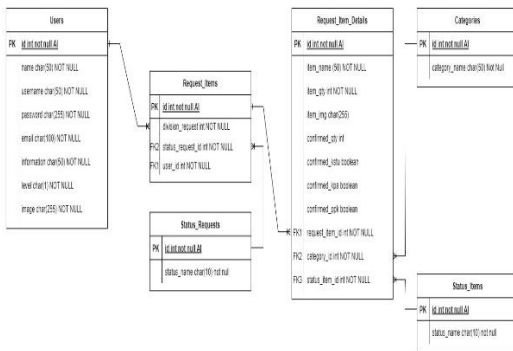 Users
PK id int not null AI
name char(50) NOT NULL
username char(50) NOT NULL
password char(255) NOT NULL
email char(100) NOT NULL
information char(50) NOT NULL
level char(1) NOT NULL
image char(255) NOT NULL
Request_Items
PK id int not null AI
division_request int NOT NULL
FK2 status_request_id int NOT NULL
FK1 user_id int NOT NULL
Status_Requests
PK id int not null AI
status_name char(10) not null
Request_Item_Details
PK id int not null AI
item_name (50) NOT NULL
item_qty int NOT NULL
item_img char(255)
confirmed_qty int
confirmed_kstu boolean
confirmed_kpa boolean
confirmed_ppk boolean
FK1 request_item_id int NOT NULL
FK2 category_id int NOT NULL
FK3 status_item_id int NOT NULL
Categories
PK id int not null AI
category_name char(50) Not Null
Status_Items
PK id int not null AI
status_name char(10) not null